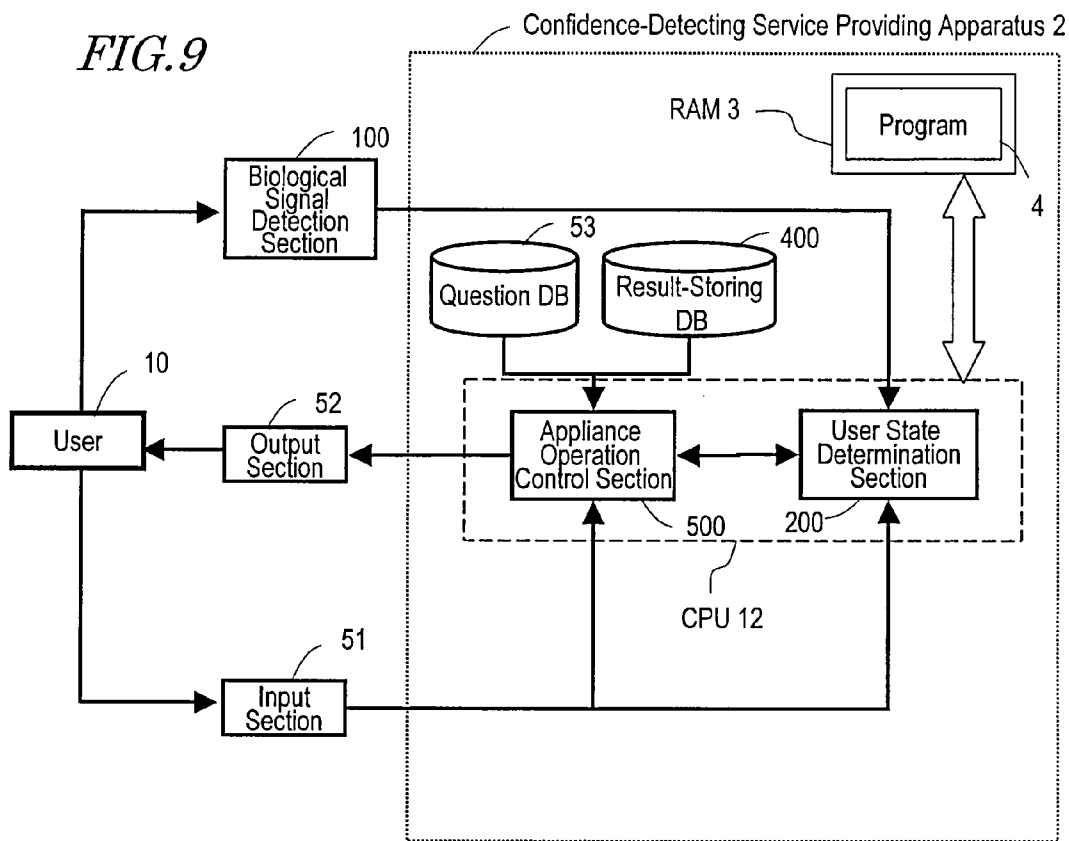 FIG.9
Confidence-Detecting Service Providing Apparatus 2
RAM 3
Program
4
100
Biological
Signal
Detection
Section
53
Question DB
400
Result-Storing
DB
10
User
52
Output
Section
Appliance
Operation
Control Section
500
User State
Determination
Section
200
CPU 12
51
Input
Section